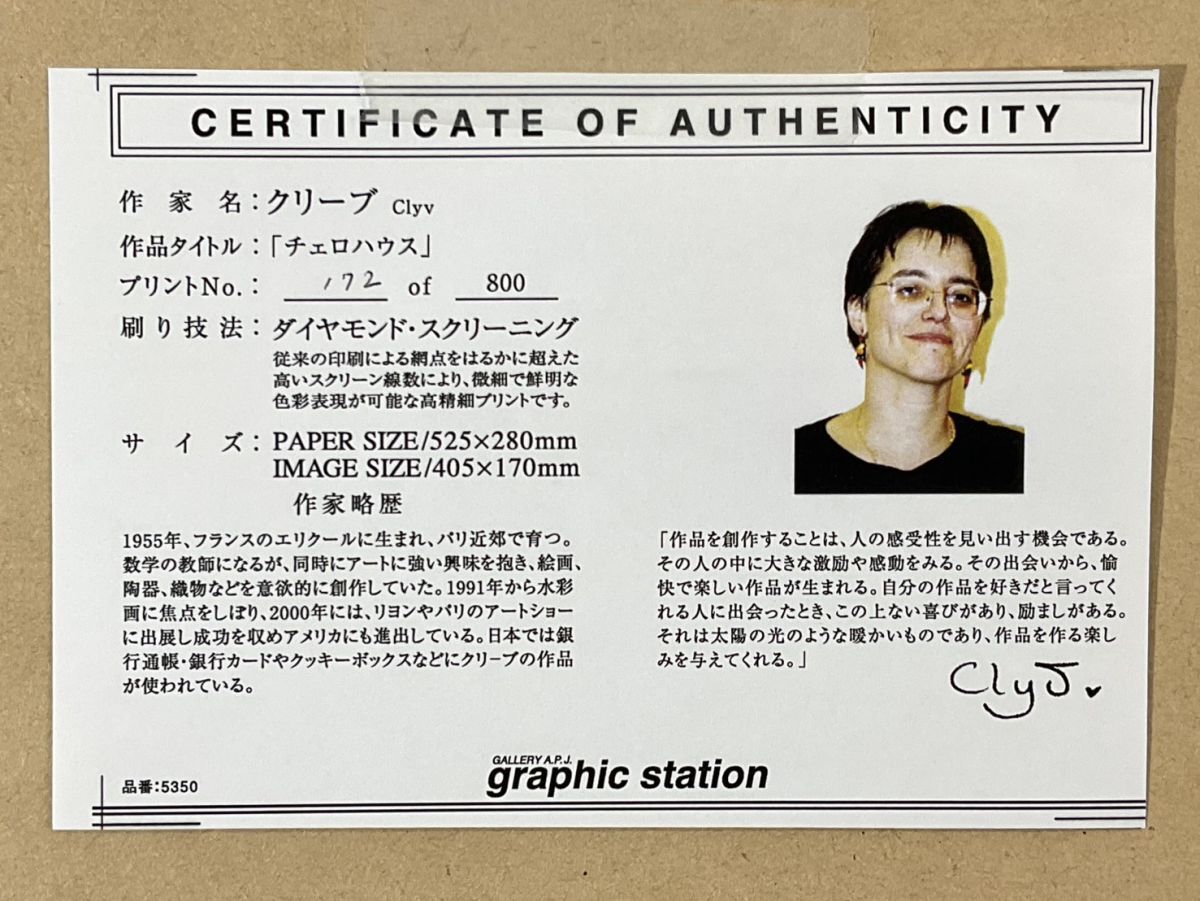 CERTIFICATE OF AUTHENTICITY
作家名：クリーブ Clyv
作品タイトル：「チェロハウス」
プリントNo.：172 of 800
刷り技法：ダイヤモンド・スクリーニング
従来の印刷による網点をはるかに超えた
高いスクリーン線数により、微細で鮮明な
色彩表現が可能な高精細プリントです。
サイズ：PAPER SIZE/525×280mm
IMAGE SIZE/405×170mm
作家略歴
1955年、フランスのエリクールに生まれ、パリ近郊で育つ。
数学の教師になるが、同時にアートに強い興味を抱き、絵画、
陶器、織物などを意欲的に創作していた。1991年から水彩
画に焦点をしぼり、2000年には、リヨンやパリのアートショー
に出展し成功を収めアメリカにも進出している。日本では銀
行通帳・銀行カードやクッキーボックスなどにクリーブの作品
が使われている。
「作品を創作することは、人の感受性を見い出す機会である。
その人の中に大きな激励や感動をみる。その出会いから、愉
快で楽しい作品が生まれる。自分の作品を好きだと言ってく
れる人に出会ったとき、この上ない喜びがあり、励ましがある。
それは太陽の光のような暖かいものであり、作品を作る楽し
みを与えてくれる。」
Clyv
GALLERY A.P.J.
graphic station
品番：5350